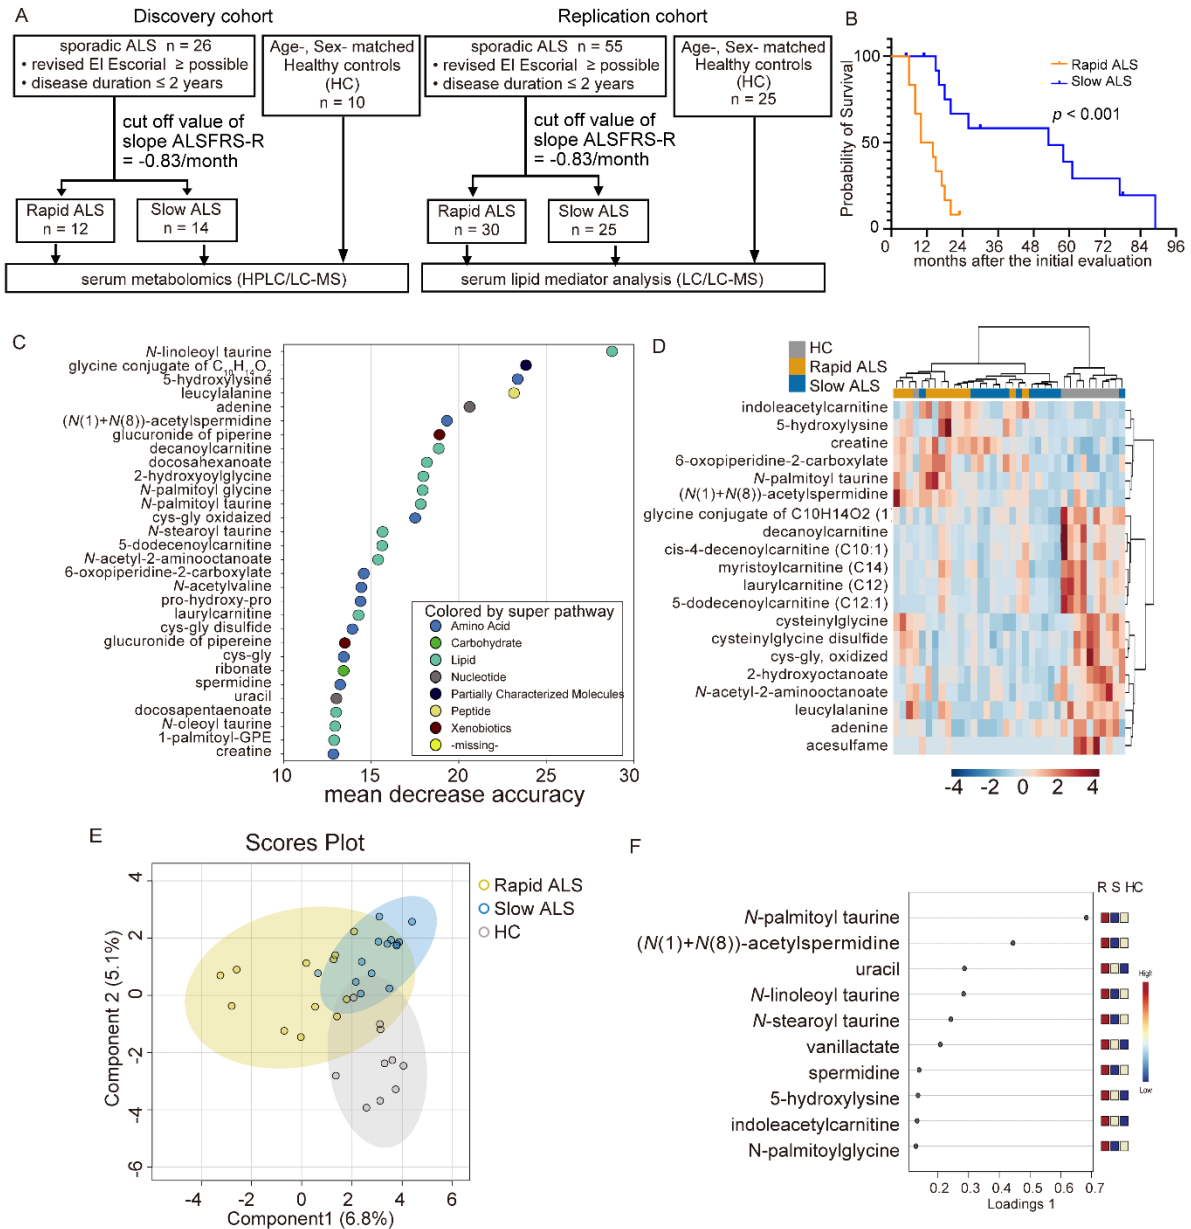 A
Discovery cohort
Replication cohort
sporadic ALS n = 26
• revised EI Escorial ≥ possible
• disease duration ≤ 2 years
Age-, Sex- matched
Healthy controls
(HC)
n = 10
cut off value of
slope ALSFRS-R
= -0.83/month
Rapid ALS
n = 12
Slow ALS
n = 14
serum metabolomics (HPLC/LC-MS)
sporadic ALS n = 55
• revised EI Escorial ≥ possible
• disease duration ≤ 2 years
Age-, Sex- matched
Healthy controls
(HC)
n = 25
cut off value of
slope ALSFRS-R
= -0.83/month
Rapid ALS
n = 30
Slow ALS
n = 25
serum lipid mediator analysis (LC/LC-MS)
B
Probability of Survival
100
50
0
Rapid ALS
Slow ALS
p < 0.001
0 12 24 36 48 60 72 84 96
months after the initial evaluation
C
N-linoleoyl taurine
glycine conjugate of C10H14O2
5-hydroxylysine
leucylalanine
adenine
(N(1)+N(8))-acetylspermidine
glucuronide of piperine
decanoylcarnitine
docosahexanoate
2-hydroxyoylglycine
N-palmitoyl glycine
N-palmitoyl taurine
cys-gly oxidaized
N-stearoyl taurine
5-dodecenoylcarnitine
N-acetyl-2-aminooctanoate
6-oxopiperidine-2-carboxylate
N-acetylvaline
pro-hydroxy-pro
laurylcarnitine
cys-gly disulfide
glucuronide of pipereine
cys-gly
ribonate
spermidine
uracil
docosapentaenoate
N-oleoyl taurine
1-palmitoyl-GPE
creatine
Colored by super pathway
Amino Acid
Carbohydrate
Lipid
Nucleotide
Partially Characterized Molecules
Peptide
Xenobiotics
-missing-
10 15 20 25 30
mean decrease accuracy
D
HC
Rapid ALS
Slow ALS
indoleacetylcarnitine
5-hydroxylysine
creatine
6-oxopiperidine-2-carboxylate
N-palmitoyl taurine
(N(1)+N(8))-acetylspermidine
glycine conjugate of C10H14O2 (1)
decanoylcarnitine
cis-4-decenoylcarnitine (C10:1)
myristoylcarnitine (C14)
laurylcarnitine (C12)
5-dodecenoylcarnitine (C12:1)
cysteinylglycine
cysteinylglycine disulfide
cys-gly, oxidized
2-hydroxyoctanoate
N-acetyl-2-aminooctanoate
leucylalanine
adenine
acesulfame
-4 -2 0 2 4
E
Scores Plot
Component 2 (5.1%)
4
2
0
-2
-4
-6
-6 -4 -2 0 2 4 6
Component1 (6.8%)
Rapid ALS
Slow ALS
HC
F
R S HC
N-palmitoyl taurine
(N(1)+N(8))-acetylspermidine
uracil
N-linoleoyl taurine
N-stearoyl taurine
vanillactate
spermidine
5-hydroxylysine
indoleacetylcarnitine
N-palmitoylglycine
High
Low
0.2 0.3 0.4 0.5 0.6 0.7
Loadings 1